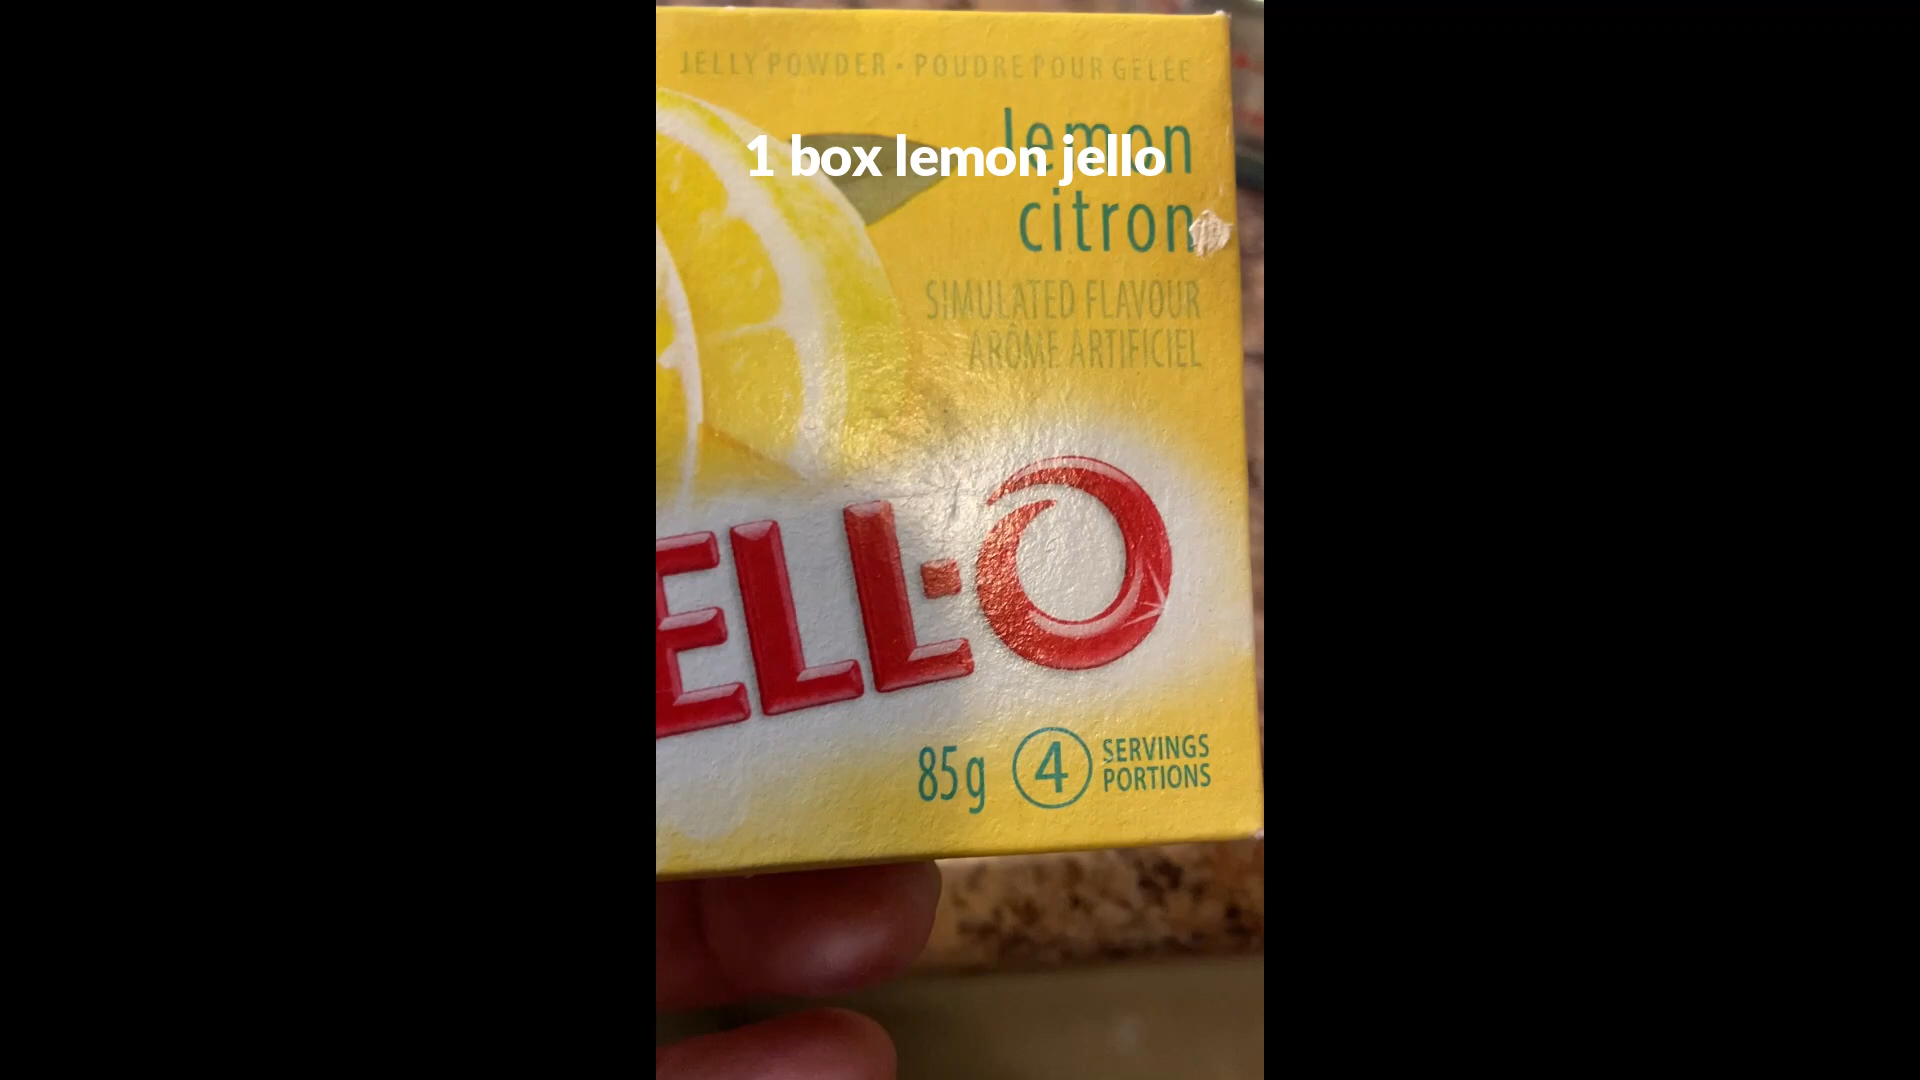 JELLY POWDER • POUDRE POUR GELÉE
lemon
1 box lemon jello
citron
SIMULATED FLAVOUR
ARÔME ARTIFICIEL
ELL-O
85g 4 SERVINGS
PORTIONS